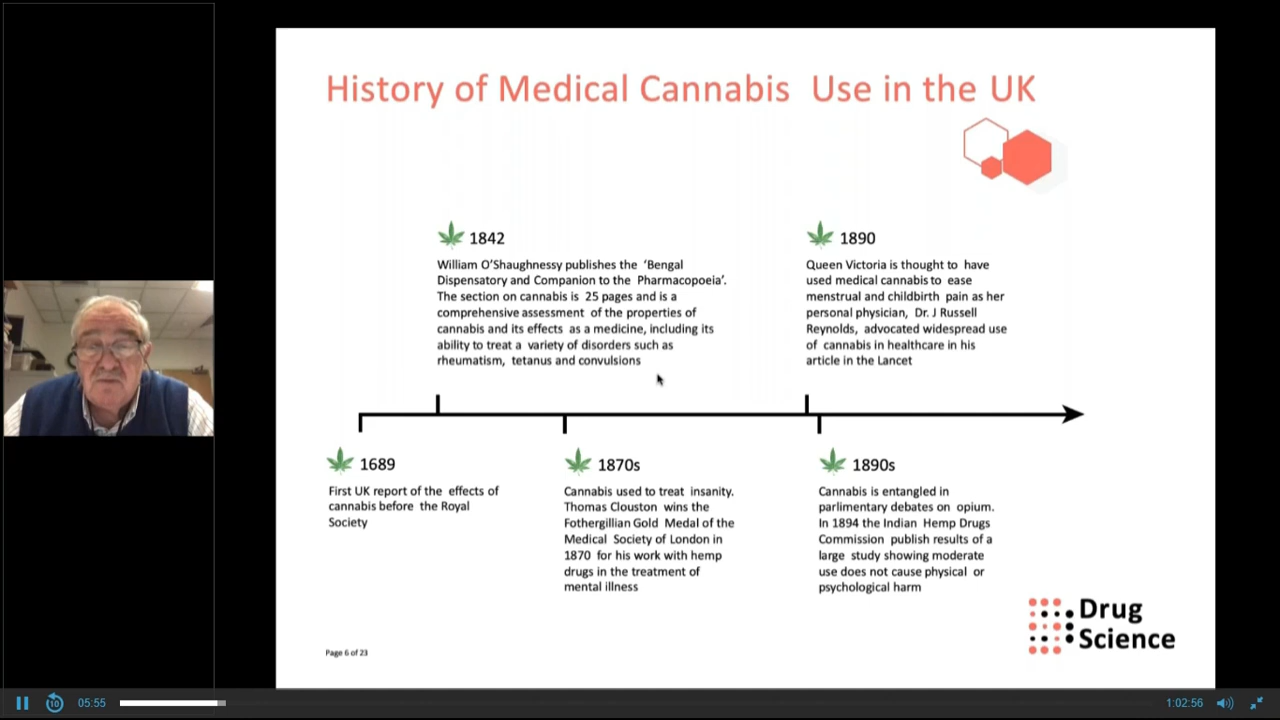 History of Medical Cannabis Use in the UK
1842
William O'Shaughnessy publishes the 'Bengal
Dispensatory and Companion to the Pharmacopoeia'.
The section on cannabis is 25 pages and is a
comprehensive assessment of the properties of
cannabis and its effects as a medicine, including its
ability to treat a variety of disorders such as
rheumatism, tetanus and convulsions
1890
Queen Victoria is thought to have
used medical cannabis to ease
menstrual and childbirth pain as her
personal physician, Dr. J Russell
Reynolds, advocated widespread use
of cannabis in healthcare in his
article in the Lancet
1689
First UK report of the effects of
cannabis before the Royal
Society
1870s
Cannabis used to treat insanity.
Thomas Clouston wins the
Fothergillian Gold Medal of the
Medical Society of London in
1870 for his work with hemp
drugs in the treatment of
mental illness
1890s
Cannabis is entangled in
parlimentary debates on opium.
In 1894 the Indian Hemp Drugs
Commission publish results of a
large study showing moderate
use does not cause physical or
psychological harm
Drug
Science
Page 6 of 23
10
05:55
1:02:56